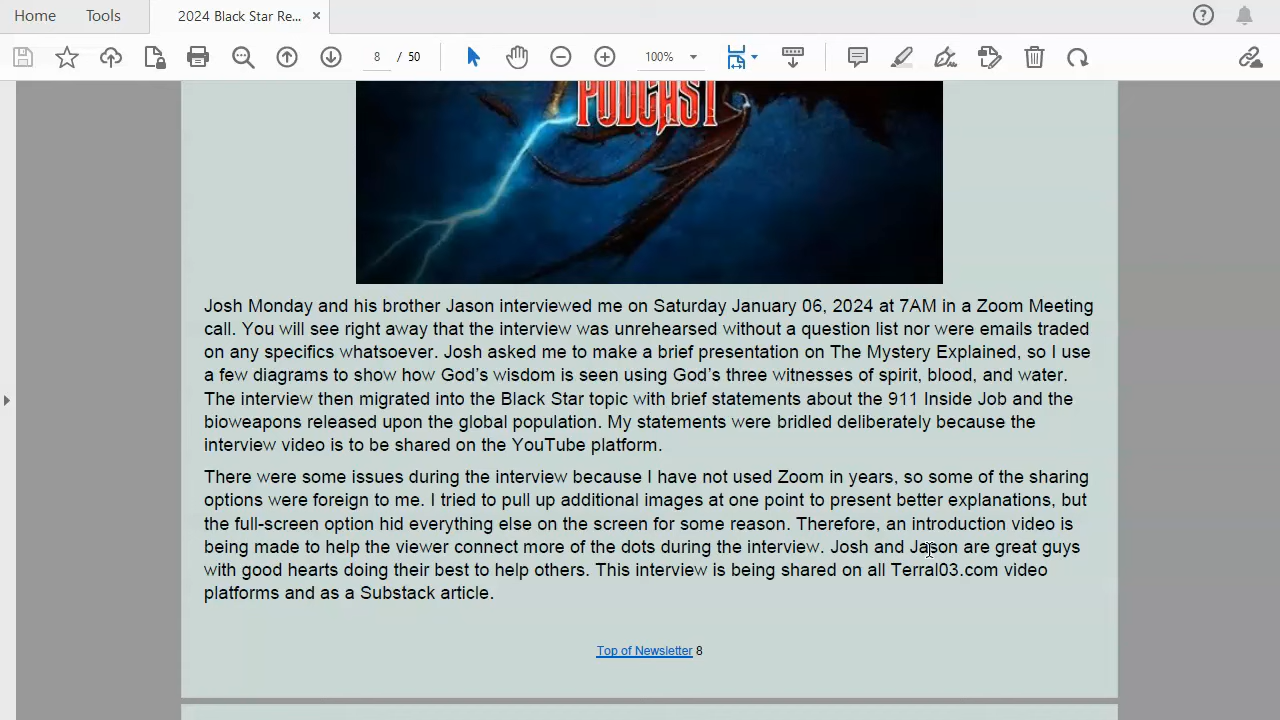 Home Tools 2024 Black Star Re... ×
8 / 50 100%
PODCAST
Josh Monday and his brother Jason interviewed me on Saturday January 06, 2024 at 7AM in a Zoom Meeting
call. You will see right away that the interview was unrehearsed without a question list nor were emails traded
on any specifics whatsoever. Josh asked me to make a brief presentation on The Mystery Explained, so I use
a few diagrams to show how God’s wisdom is seen using God’s three witnesses of spirit, blood, and water.
The interview then migrated into the Black Star topic with brief statements about the 911 Inside Job and the
bioweapons released upon the global population. My statements were bridled deliberately because the
interview video is to be shared on the YouTube platform.
There were some issues during the interview because I have not used Zoom in years, so some of the sharing
options were foreign to me. I tried to pull up additional images at one point to present better explanations, but
the full-screen option hid everything else on the screen for some reason. Therefore, an introduction video is
being made to help the viewer connect more of the dots during the interview. Josh and Jason are great guys
with good hearts doing their best to help others. This interview is being shared on all Terral03.com video
platforms and as a Substack article.
Top of Newsletter 8